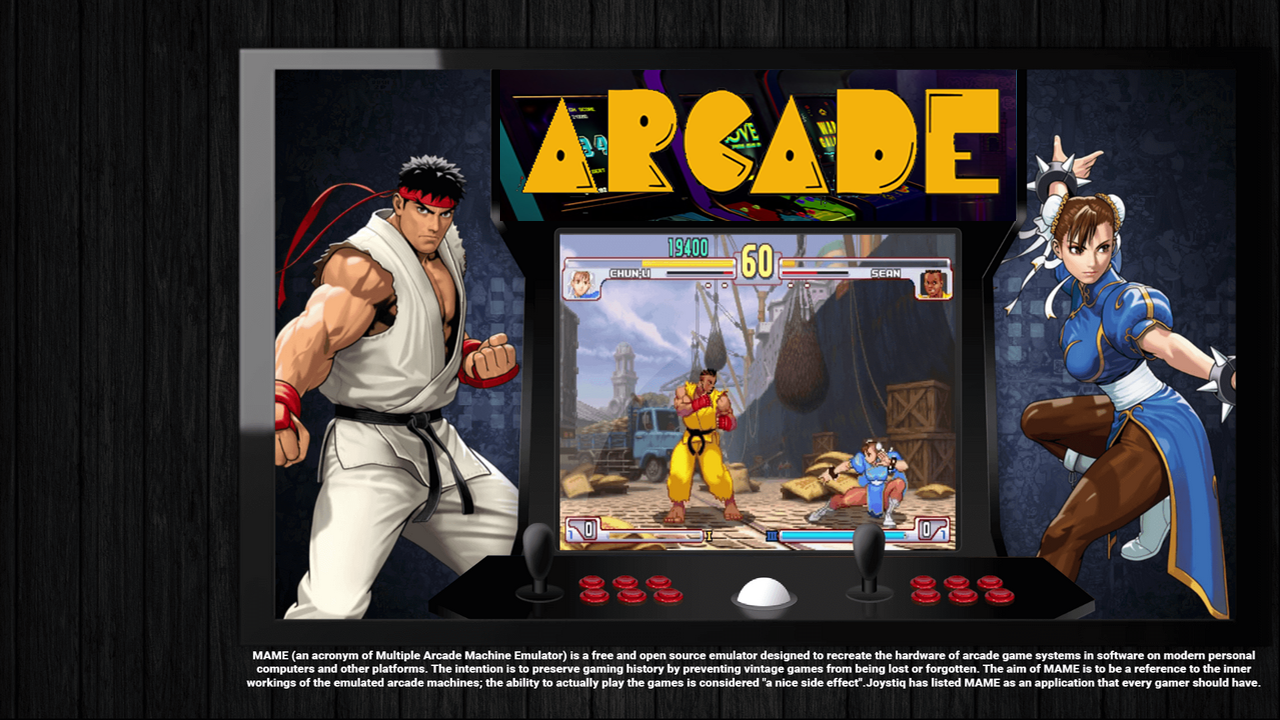 ARCADE
19400
60
CHUN-LI
SEAN
0
1
I
III
0
1
MAME (an acronym of Multiple Arcade Machine Emulator) is a free and open source emulator designed to recreate the hardware of arcade game systems in software on modern personal
computers and other platforms. The intention is to preserve gaming history by preventing vintage games from being lost or forgotten. The aim of MAME is to be a reference to the inner
workings of the emulated arcade machines; the ability to actually play the games is considered "a nice side effect".Joystiq has listed MAME as an application that every gamer should have.